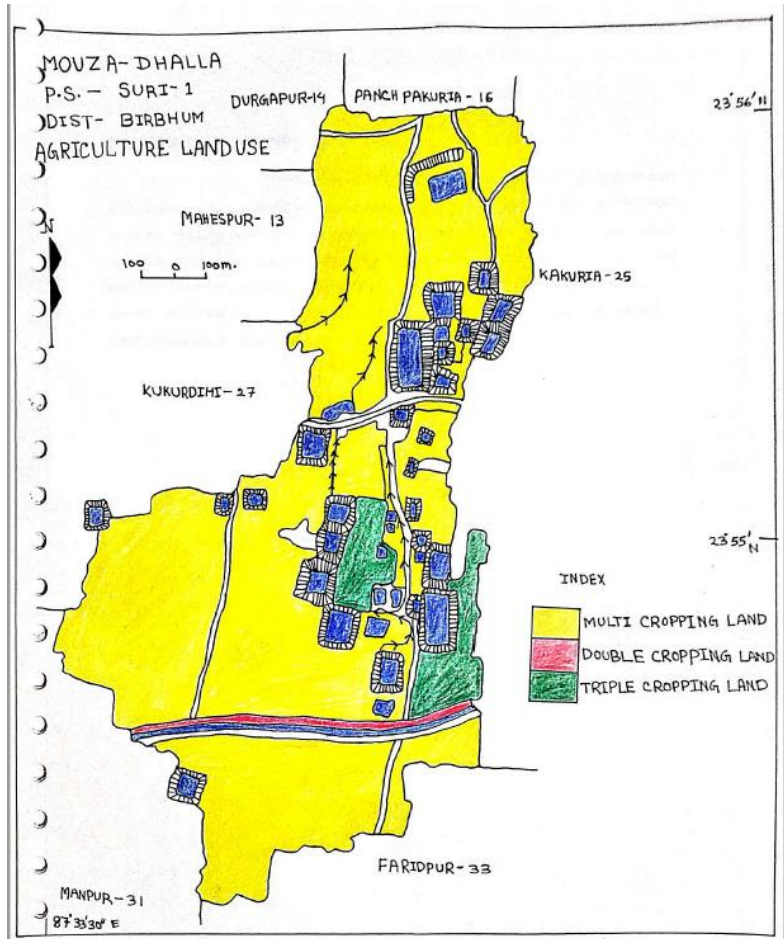 MOUZA-DHALLA
P.S. - SURI-1
DIST- BIRBHUM
AGRICULTURE LANDUSE
DURGAPUR-14
PANCH PAKURIA-16
23°56'N
MAHESPUR-13
N
100 0 100m.
KAKURIA-25
KUKURDIHI-27
23°55'N
INDEX
MULTI CROPPING LAND
DOUBLE CROPPING LAND
TRIPLE CROPPING LAND
FARIDPUR-33
MANPUR-31
87°33'30" E